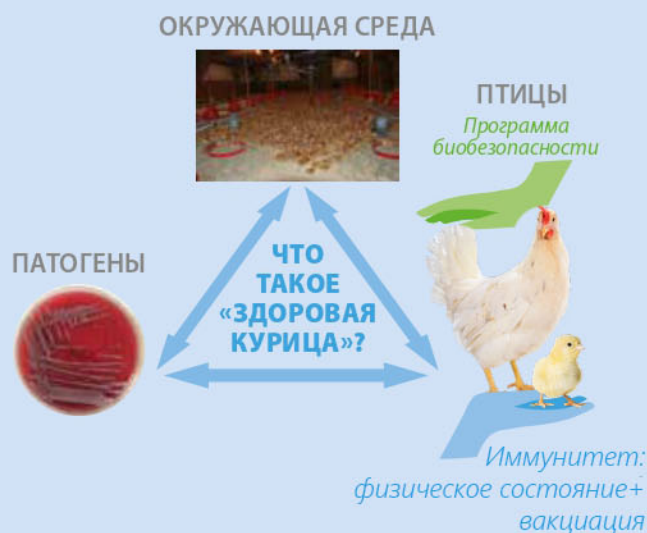 ОКРУЖАЮЩАЯ СРЕДА
ПТИЦЫ
Программа
биобезопасности
ПАТОГЕНЫ
ЧТО
ТАКОЕ
«ЗДОРОВАЯ
КУРИЦА»?
Иммунитет:
физическое состояние+
вакциация